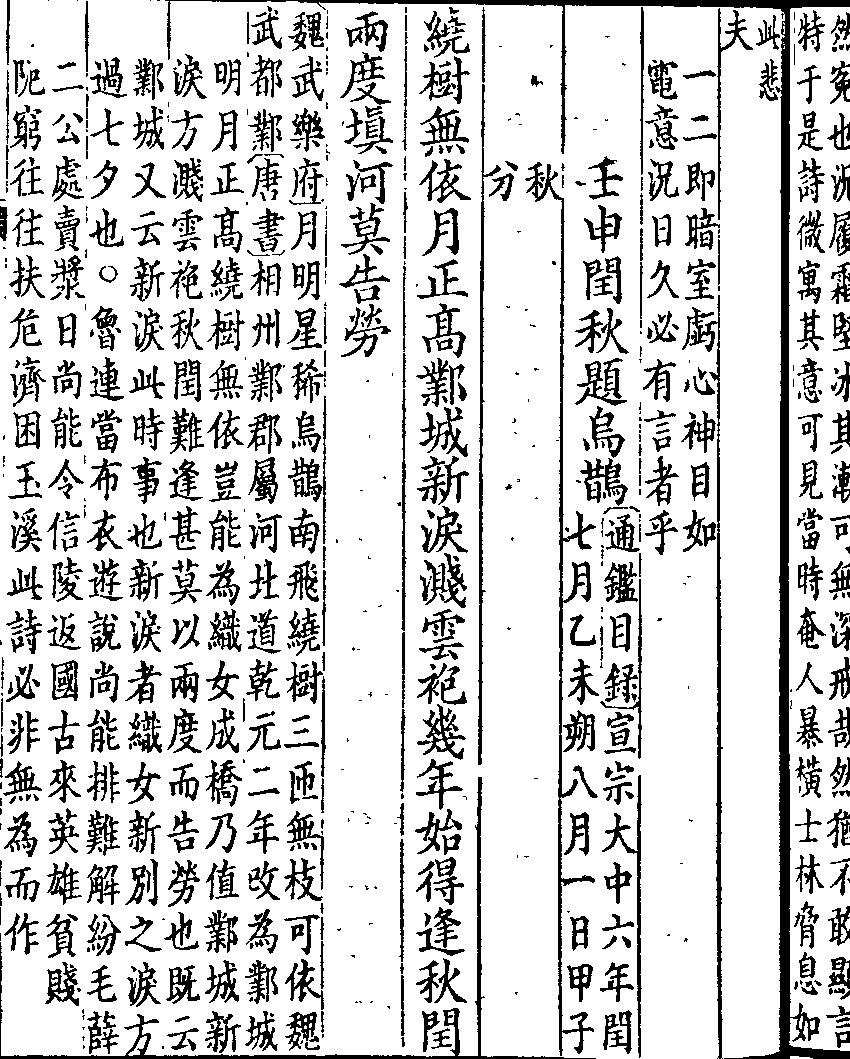 然寃也況履霜堅冰其漸可無深戒哉然猶不敢顯言
特于是詩微寓其意可見當時奄人暴橫士林脅息如
此悲
夫
一二即暗室虧心神目如
電意況日久必有言者乎
壬申閏秋題烏鵲
通鑑目録宣宗大中六年閏
七月乙未朔八月一日甲子
秋
分
繞樹無依月正高鄴城新淚濺雲袍幾年始得逢秋閏
兩度填河莫告勞
魏武樂府月明星稀烏鵲南飛繞樹三匝無枝可依魏
武都鄴唐書相州鄴郡屬河北道乾元二年改為鄴城
明月正高繞樹無依豈能為織女成橋乃值鄴城新
淚方濺雲袍秋閏難逢甚莫以兩度而告勞也既云
鄴城又云新淚此時事也新淚者織女新別之淚方
過七夕也○魯連當布衣遊說尚能排難解紛毛薛
二公處賣漿日尚能令信陵返國古來英雄貧賤
阨窮往往扶危濟困玉溪此詩必非無為而作